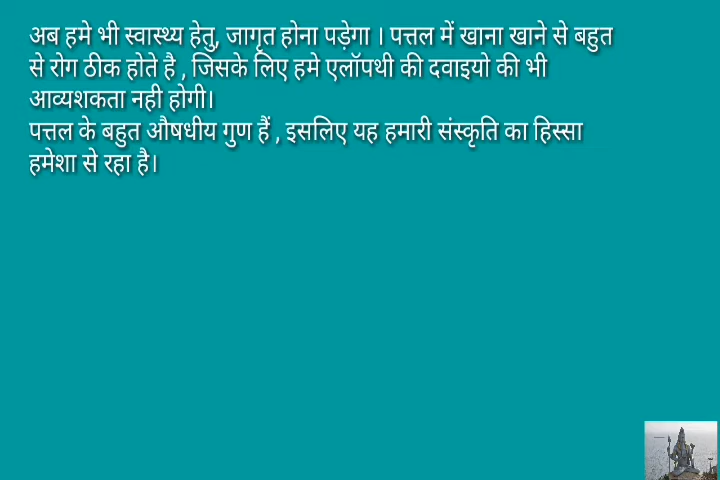 अब हमे भी स्वास्थ्य हेतु, जागृत होना पड़ेगा । पत्तल में खाना खाने से बहुत
से रोग ठीक होते है , जिसके लिए हमे एलॉपथी की दवाइयो की भी
आव्यशकता नही होगी।
पत्तल के बहुत औषधीय गुण हैं , इसलिए यह हमारी संस्कृति का हिस्सा
हमेशा से रहा है।